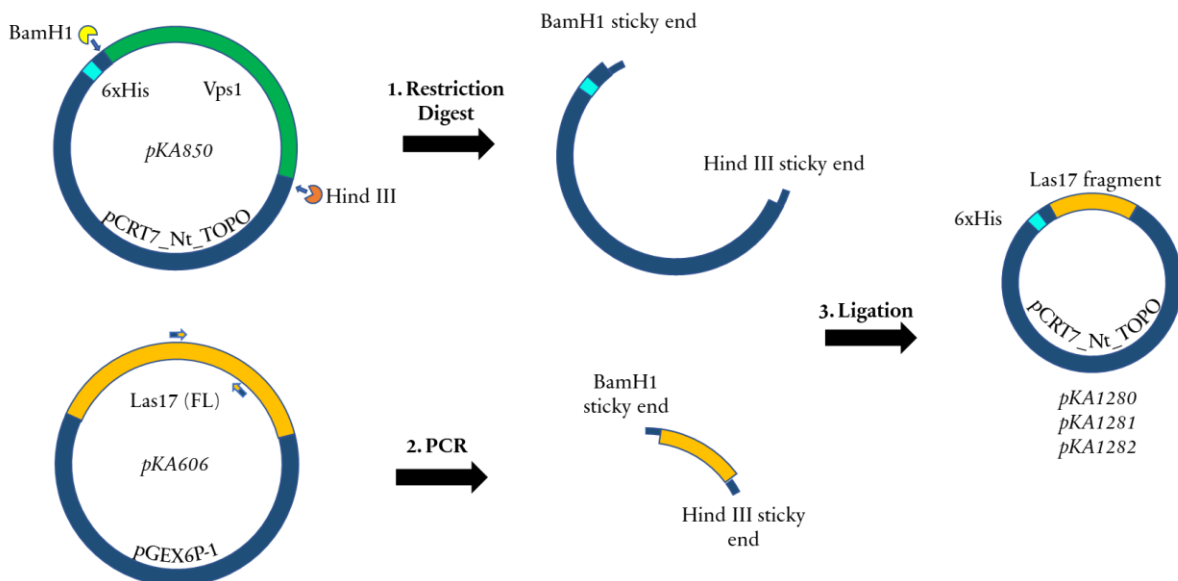 BamH1
6xHis
Vps1
pKA850
Hind III
pCRT7_Nt_TOPO
1. Restriction
Digest
BamH1 sticky end
Hind III sticky end
Las17 (FL)
pKA606
pGEX6P-1
2. PCR
BamH1
sticky end
Hind III sticky
end
3. Ligation
Las17 fragment
6xHis
pCRT7_Nt_TOPO
pKA1280
pKA1281
pKA1282